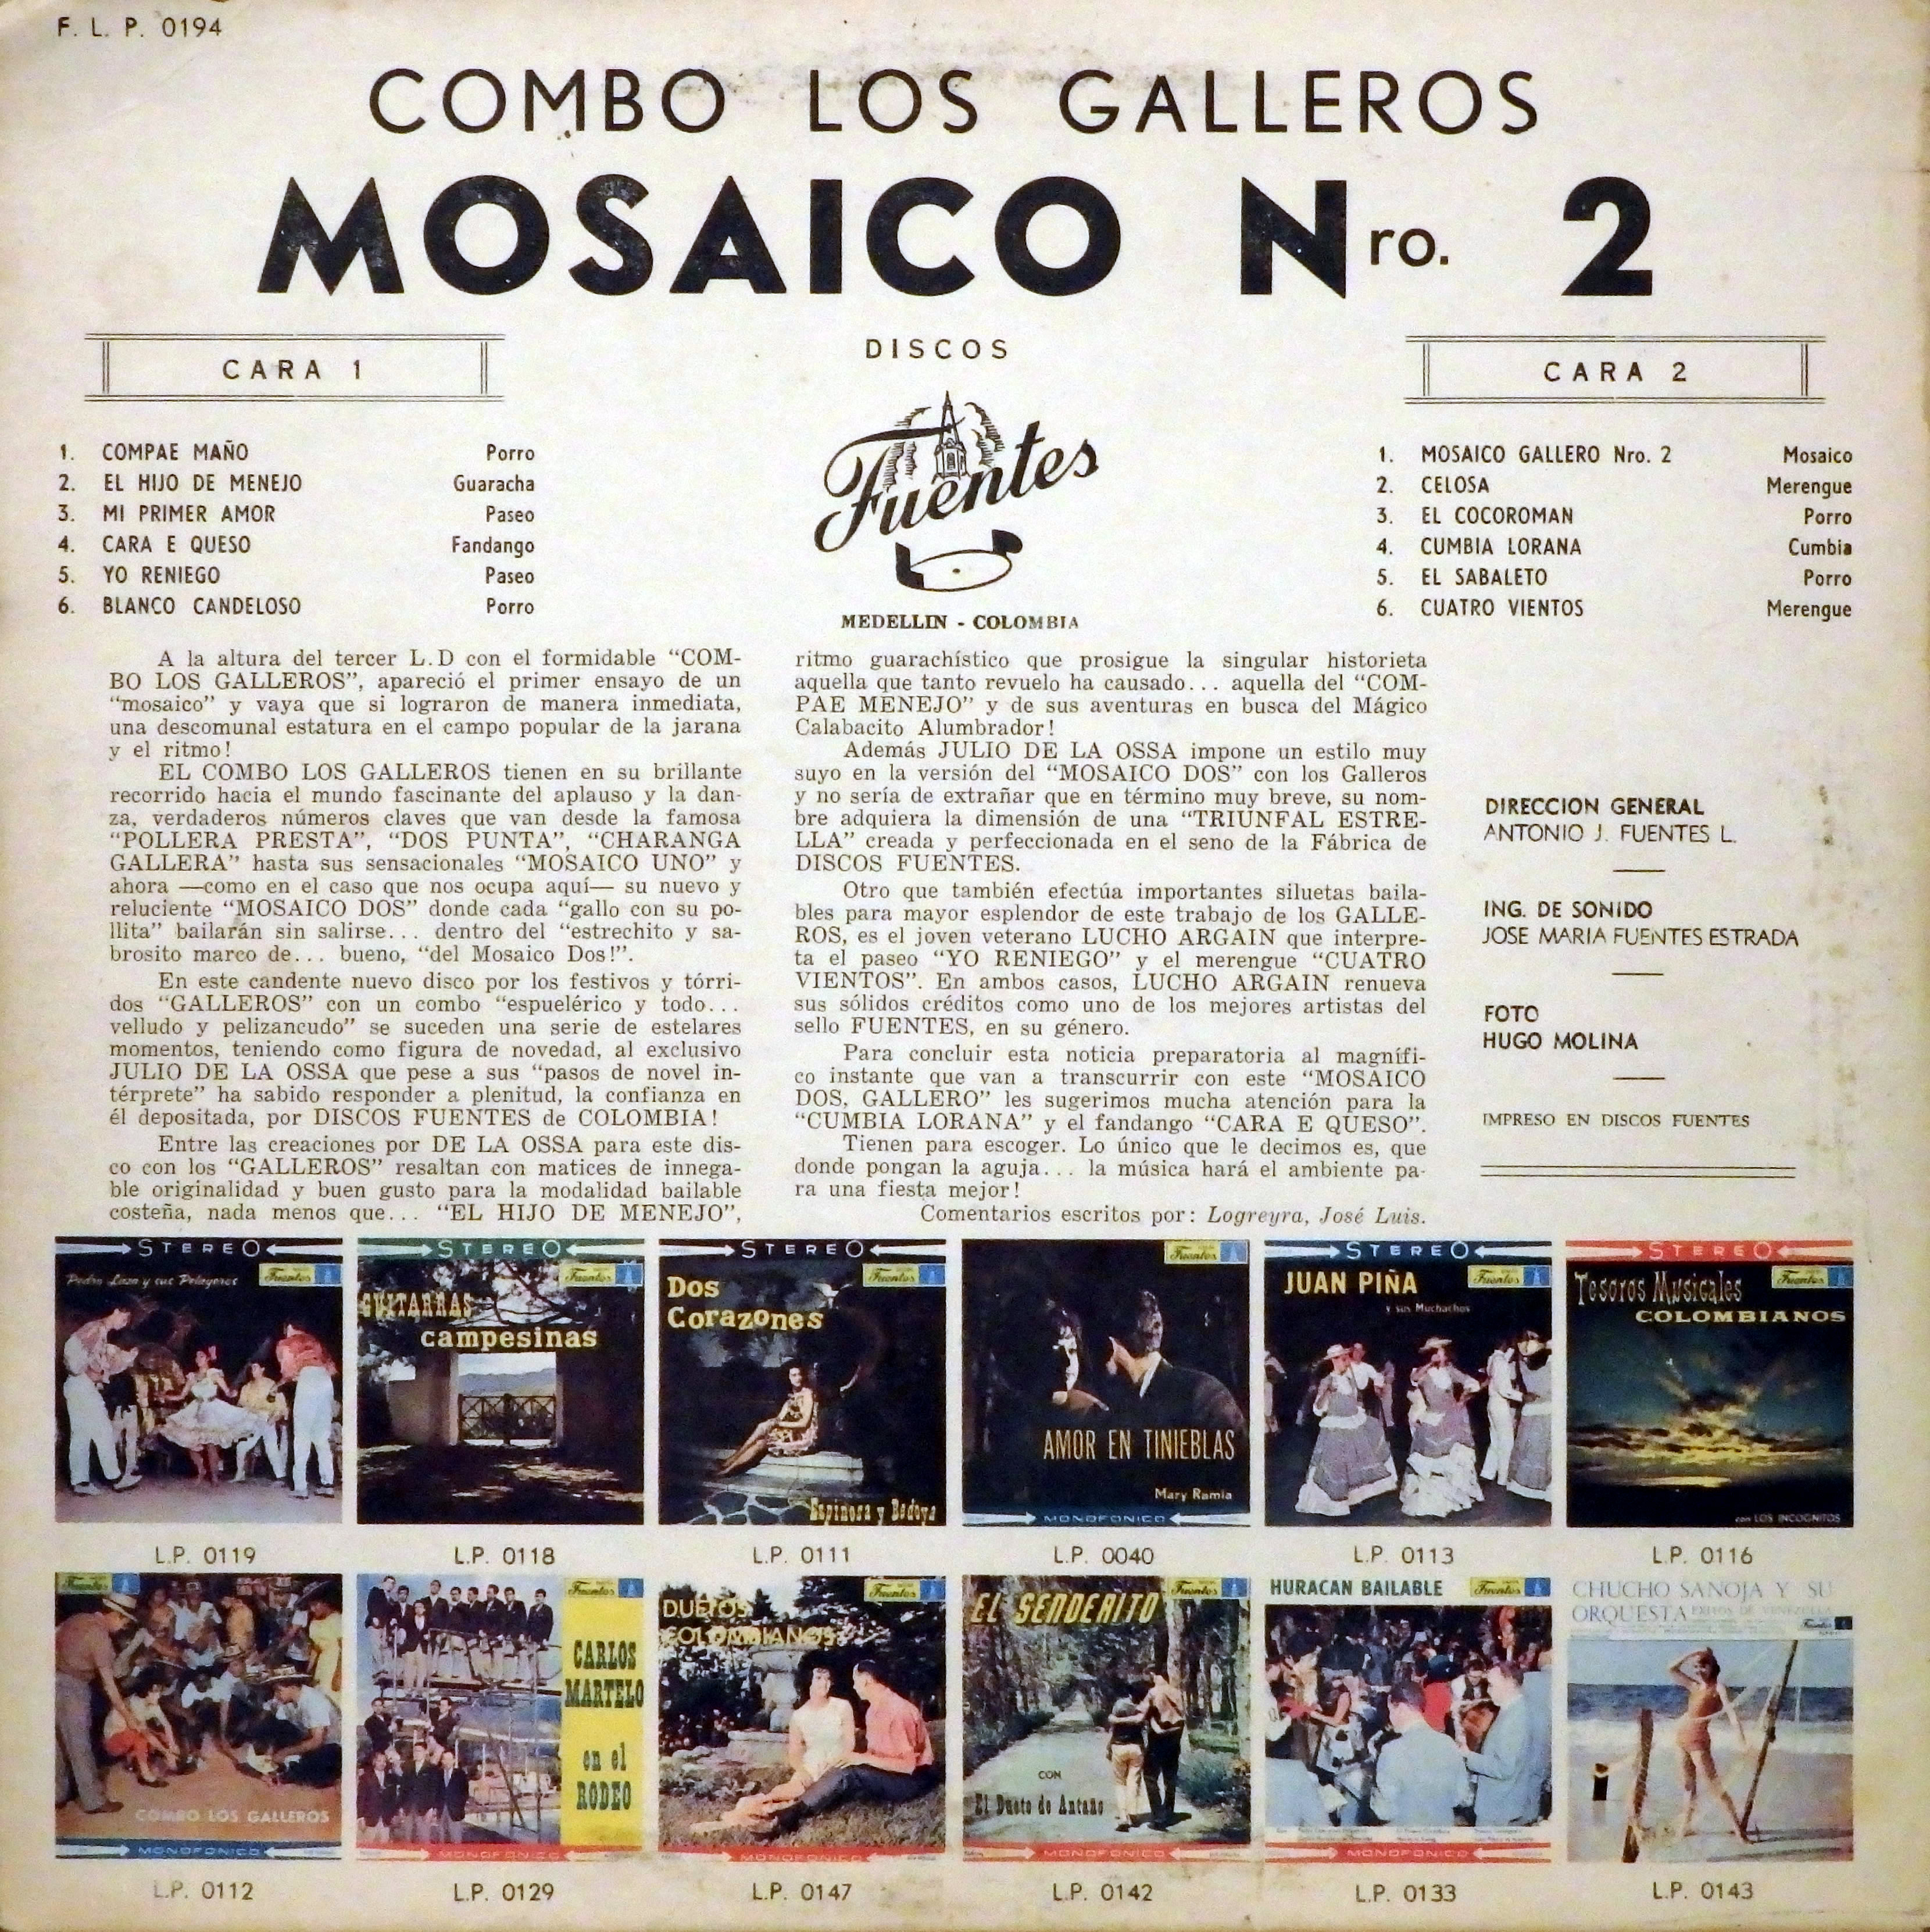 F. L. P. 0194
COMBO LOS GALLEROS
MOSAICO Nro. 2
CARA 1
1. COMPAE MAÑO Porro
2. EL HIJO DE MENEJO Guaracha
3. MI PRIMER AMOR Paseo
4. CARA E QUESO Fandango
5. YO RENIEGO Paseo
6. BLANCO CANDELOSO Porro
DISCOS
Fuentes
MEDELLIN - COLOMBIA
CARA 2
1. MOSAICO GALLERO Nro. 2 Mosaico
2. CELOSA Merengue
3. EL COCOROMAN Porro
4. CUMBIA LORANA Cumbia
5. EL SABALETO Porro
6. CUATRO VIENTOS Merengue
A la altura del tercer L.D con el formidable “COM-
BO LOS GALLEROS”, apareció el primer ensayo de un
“mosaico” y vaya que si lograron de manera inmediata,
una descomunal estatura en el campo popular de la jarana
y el ritmo!
EL COMBO LOS GALLEROS tienen en su brillante
recorrido hacia el mundo fascinante del aplauso y la dan-
za, verdaderos números claves que van desde la famosa
“POLLERA PRESTA”, “DOS PUNTA”, “CHARANGA
GALLERA” hasta sus sensacionales “MOSAICO UNO” y
ahora —como en el caso que nos ocupa aquí— su nuevo y
reluciente “MOSAICO DOS” donde cada “gallo con su po-
llita” bailarán sin salirse... dentro del “estrechito y sa-
brosito marco de... bueno, “del Mosaico Dos!”.
En este candente nuevo disco por los festivos y tórri-
dos “GALLEROS” con un combo “espuelérico y todo...
velludo y pelizancudo” se suceden una serie de estelares
momentos, teniendo como figura de novedad, al exclusivo
JULIO DE LA OSSA que pese a sus “pasos de novel in-
térprete” ha sabido responder a plenitud, la confianza en
él depositada, por DISCOS FUENTES de COLOMBIA!
Entre las creaciones por DE LA OSSA para este dis-
co con los “GALLEROS” resaltan con matices de innega-
ble originalidad y buen gusto para la modalidad bailable
costeña, nada menos que... “EL HIJO DE MENEJO”,
ritmo guarachístico que prosigue la singular historieta
aquella que tanto revuelo ha causado... aquella del “COM-
PAE MENEJO” y de sus aventuras en busca del Mágico
Calabacito Alumbrador!
Además JULIO DE LA OSSA impone un estilo muy
suyo en la versión del “MOSAICO DOS” con los Galleros
y no sería de extrañar que en término muy breve, su nom-
bre adquiera la dimensión de una “TRIUNFAL ESTRE-
LLA” creada y perfeccionada en el seno de la Fábrica de
DISCOS FUENTES.
Otro que también efectúa importantes siluetas baila-
bles para mayor esplendor de este trabajo de los GALLE-
ROS, es el joven veterano LUCHO ARGAIN que interpre-
ta el paseo “YO RENIEGO” y el merengue “CUATRO
VIENTOS”. En ambos casos, LUCHO ARGAIN renueva
sus sólidos créditos como uno de los mejores artistas del
sello FUENTES, en su género.
Para concluir esta noticia preparatoria al magnífi-
co instante que van a transcurrir con este “MOSAICO
DOS, GALLERO” les sugerimos mucha atención para la
“CUMBIA LORANA” y el fandango “CARA E QUESO”.
Tienen para escoger. Lo único que le decimos es, que
donde pongan la aguja... la música hará el ambiente pa-
ra una fiesta mejor!
Comentarios escritos por: Logreyra, José Luis.
DIRECCION GENERAL
ANTONIO J. FUENTES L.
ING. DE SONIDO
JOSE MARIA FUENTES ESTRADA
FOTO
HUGO MOLINA
IMPRESO EN DISCOS FUENTES
STEREO
Pedro Laza y sus Pelayeros
Fuentes
L.P. 0119
STEREO
Fuentes
GUITARRAS
campesinas
L.P. 0118
STEREO
Fuentes
Dos
Corazones
Espinosa y Bedoya
L.P. 0111
Fuentes
AMOR EN TINIEBLAS
Mary Ramia
MONOFONICO
L.P. 0040
STEREO
JUAN PIÑA
y sus Muchachos
Fuentes
L.P. 0113
STEREO
Tesoros Musicales
COLOMBIANOS
Fuentes
con LOS INCOGNITOS
L.P. 0116
Fuentes
COMBO LOS GALLEROS
MONOFONICO
L.P. 0112
Fuentes
CARLOS
MARTELO
en el
RODEO
MONOFONICO
L.P. 0129
Fuentes
DUETOS
COLOMBIANOS
MONOFONICO
L.P. 0147
Fuentes
EL SENDERITO
CON
El Dueto de Antaño
MONOFONICO
L.P. 0142
HURACAN BAILABLE
Fuentes
MONOFONICO
L.P. 0133
CHUCHO SANOJA Y SU
ORQUESTA EXITOS DE VENEZUELA
L.P. 0143